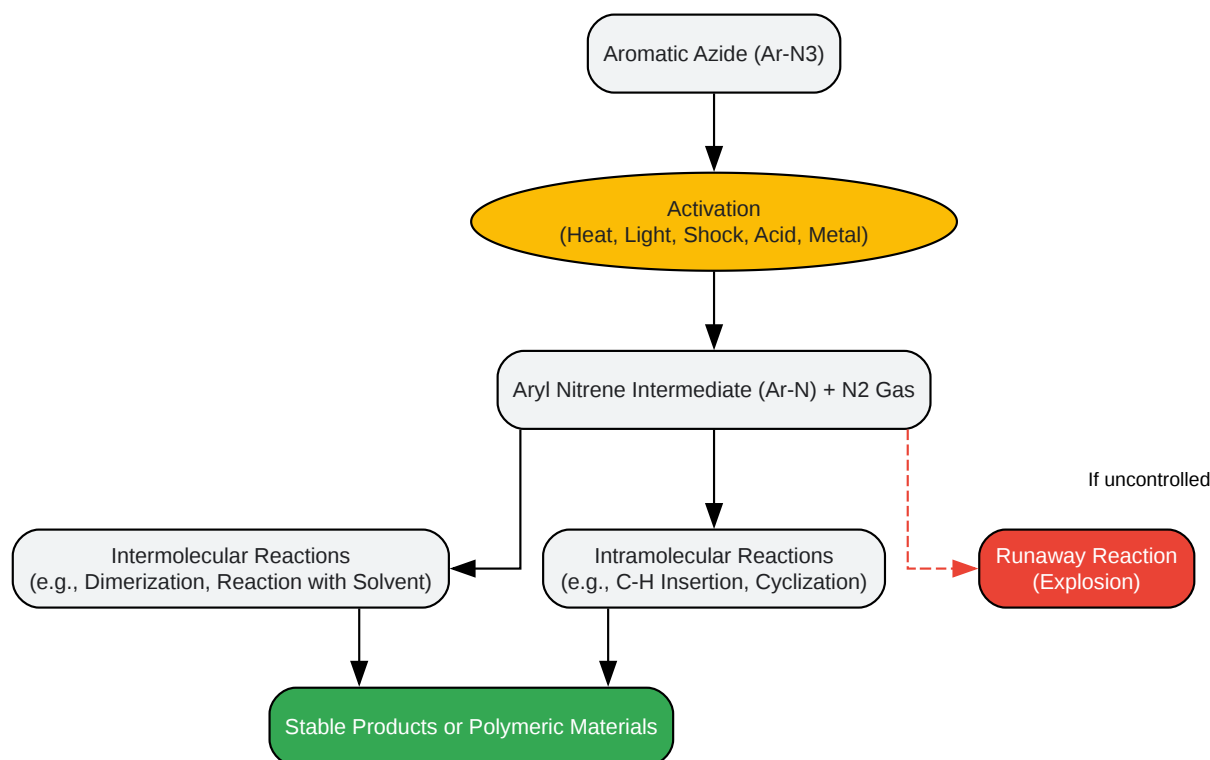 Aromatic Azide (Ar-N3)
Activation
(Heat, Light, Shock, Acid, Metal)
Aryl Nitrene Intermediate (Ar-N) + N2 Gas
If uncontrolled
Intermolecular Reactions
(e.g., Dimerization, Reaction with Solvent)
Intramolecular Reactions
(e.g., C-H Insertion, Cyclization)
Runaway Reaction
(Explosion)
Stable Products or Polymeric Materials